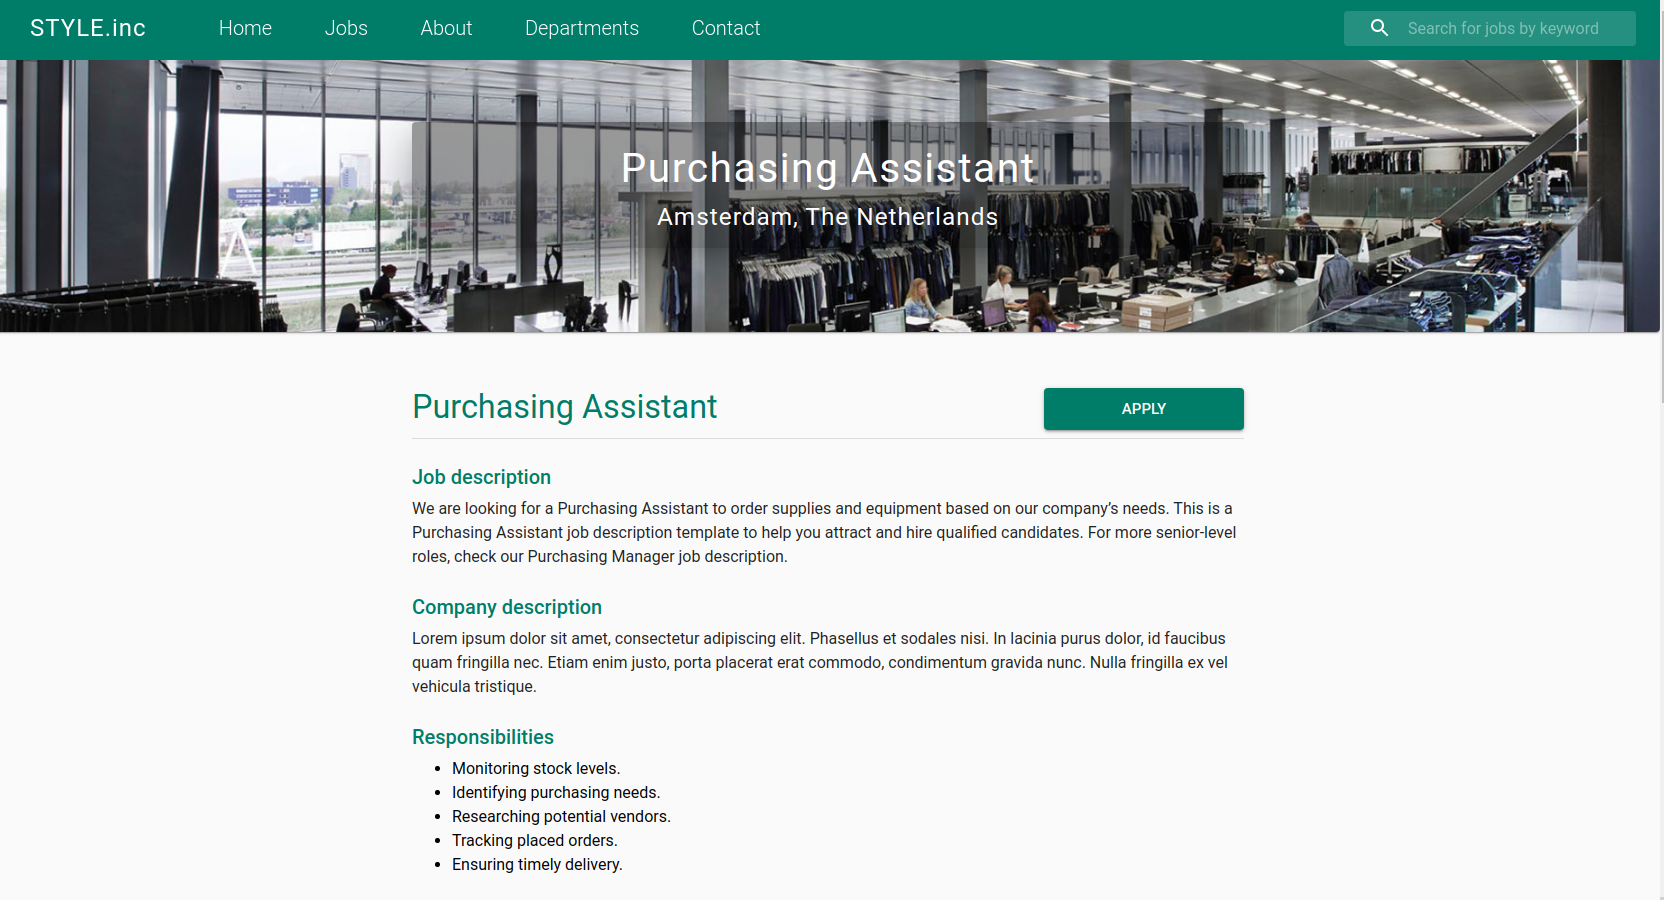 STYLE.inc Home Jobs About Departments Contact Search for jobs by keyword
Purchasing Assistant
Amsterdam, The Netherlands
Purchasing Assistant
APPLY
Job description
We are looking for a Purchasing Assistant to order supplies and equipment based on our company’s needs. This is a
Purchasing Assistant job description template to help you attract and hire qualified candidates. For more senior-level
roles, check our Purchasing Manager job description.
Company description
Lorem ipsum dolor sit amet, consectetur adipiscing elit. Phasellus et sodales nisi. In lacinia purus dolor, id faucibus
quam fringilla nec. Etiam enim justo, porta placerat erat commodo, condimentum gravida nunc. Nulla fringilla ex vel
vehicula tristique.
Responsibilities
• Monitoring stock levels.
• Identifying purchasing needs.
• Researching potential vendors.
• Tracking placed orders.
• Ensuring timely delivery.